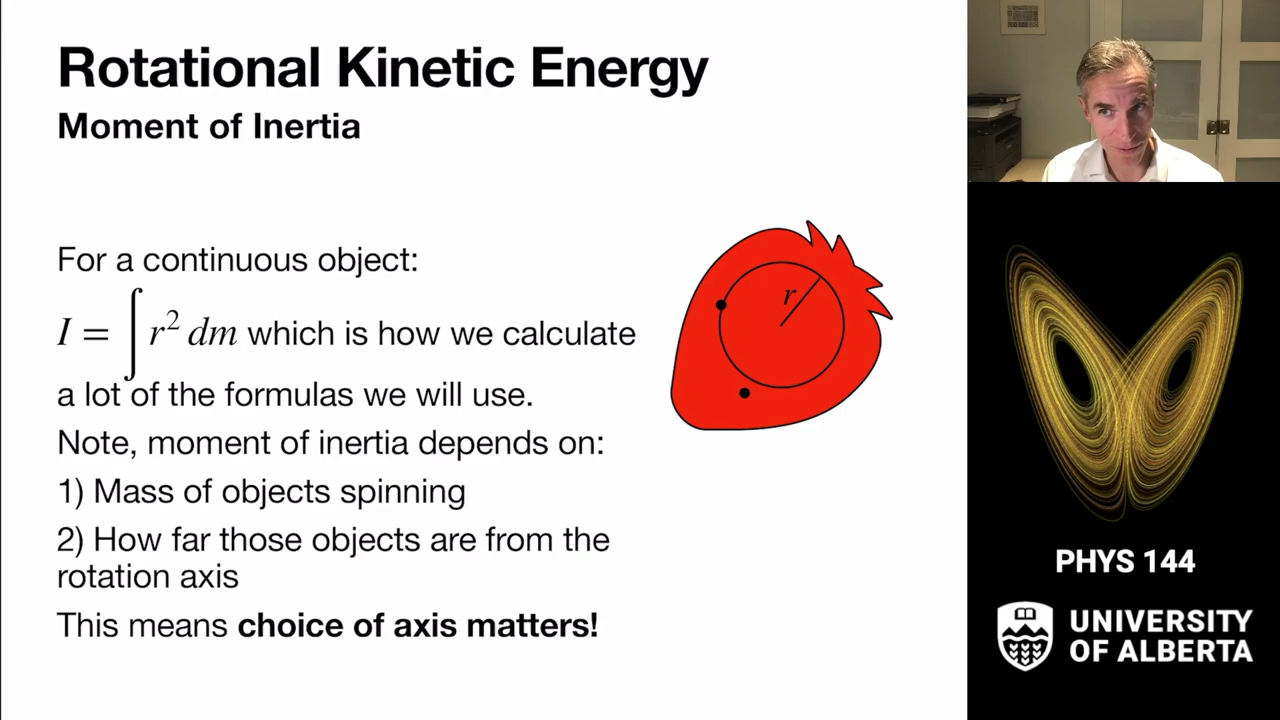 Rotational Kinetic Energy
Moment of Inertia
For a continuous object:
I = ∫ r² dm which is how we calculate
a lot of the formulas we will use.
Note, moment of inertia depends on:
1) Mass of objects spinning
2) How far those objects are from the
rotation axis
This means choice of axis matters!
r
PHYS 144
UNIVERSITY
OF ALBERTA